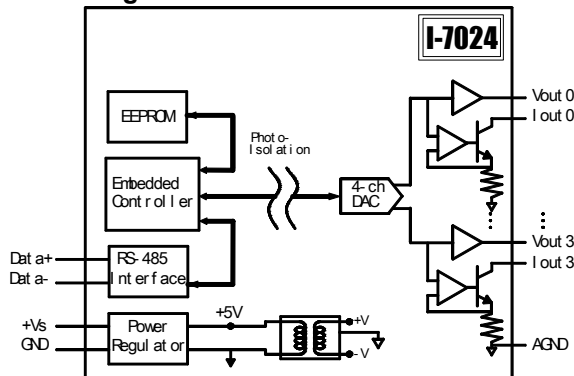 I-7024
EEPROM
Photo-
Isolation
Embedded
Controller
4-ch
DAC
Vout 0
Iout 0
Data+
Data-
RS-485
Interface
Vout 3
Iout 3
+Vs
GND
Power
Regulator
+5V
+V
-V
AGND